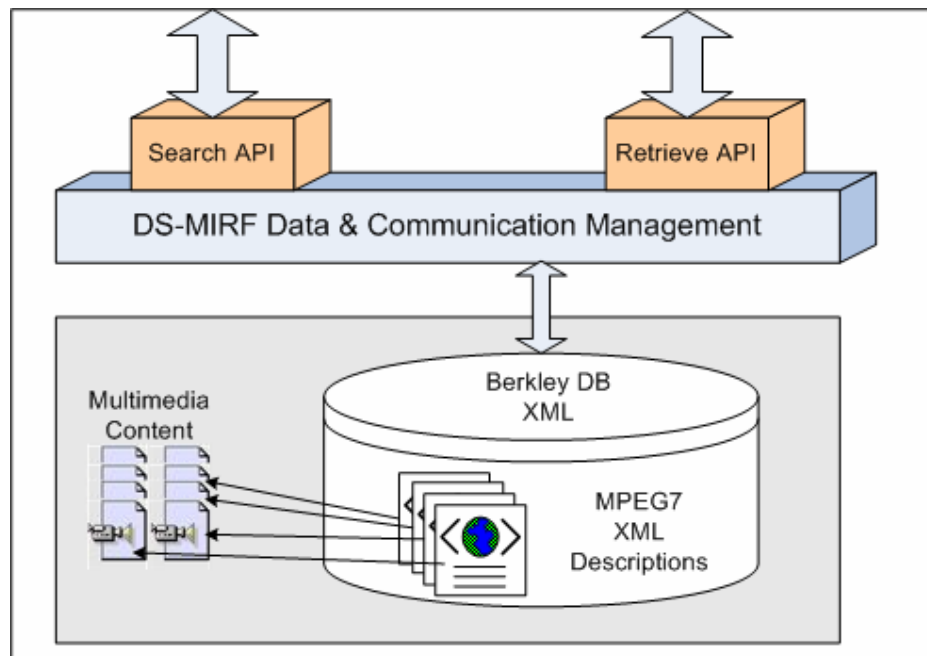 Search API
Retrieve API
DS-MIRF Data & Communication Management
Berkley DB
XML
Multimedia
Content
MPEG7
XML
Descriptions